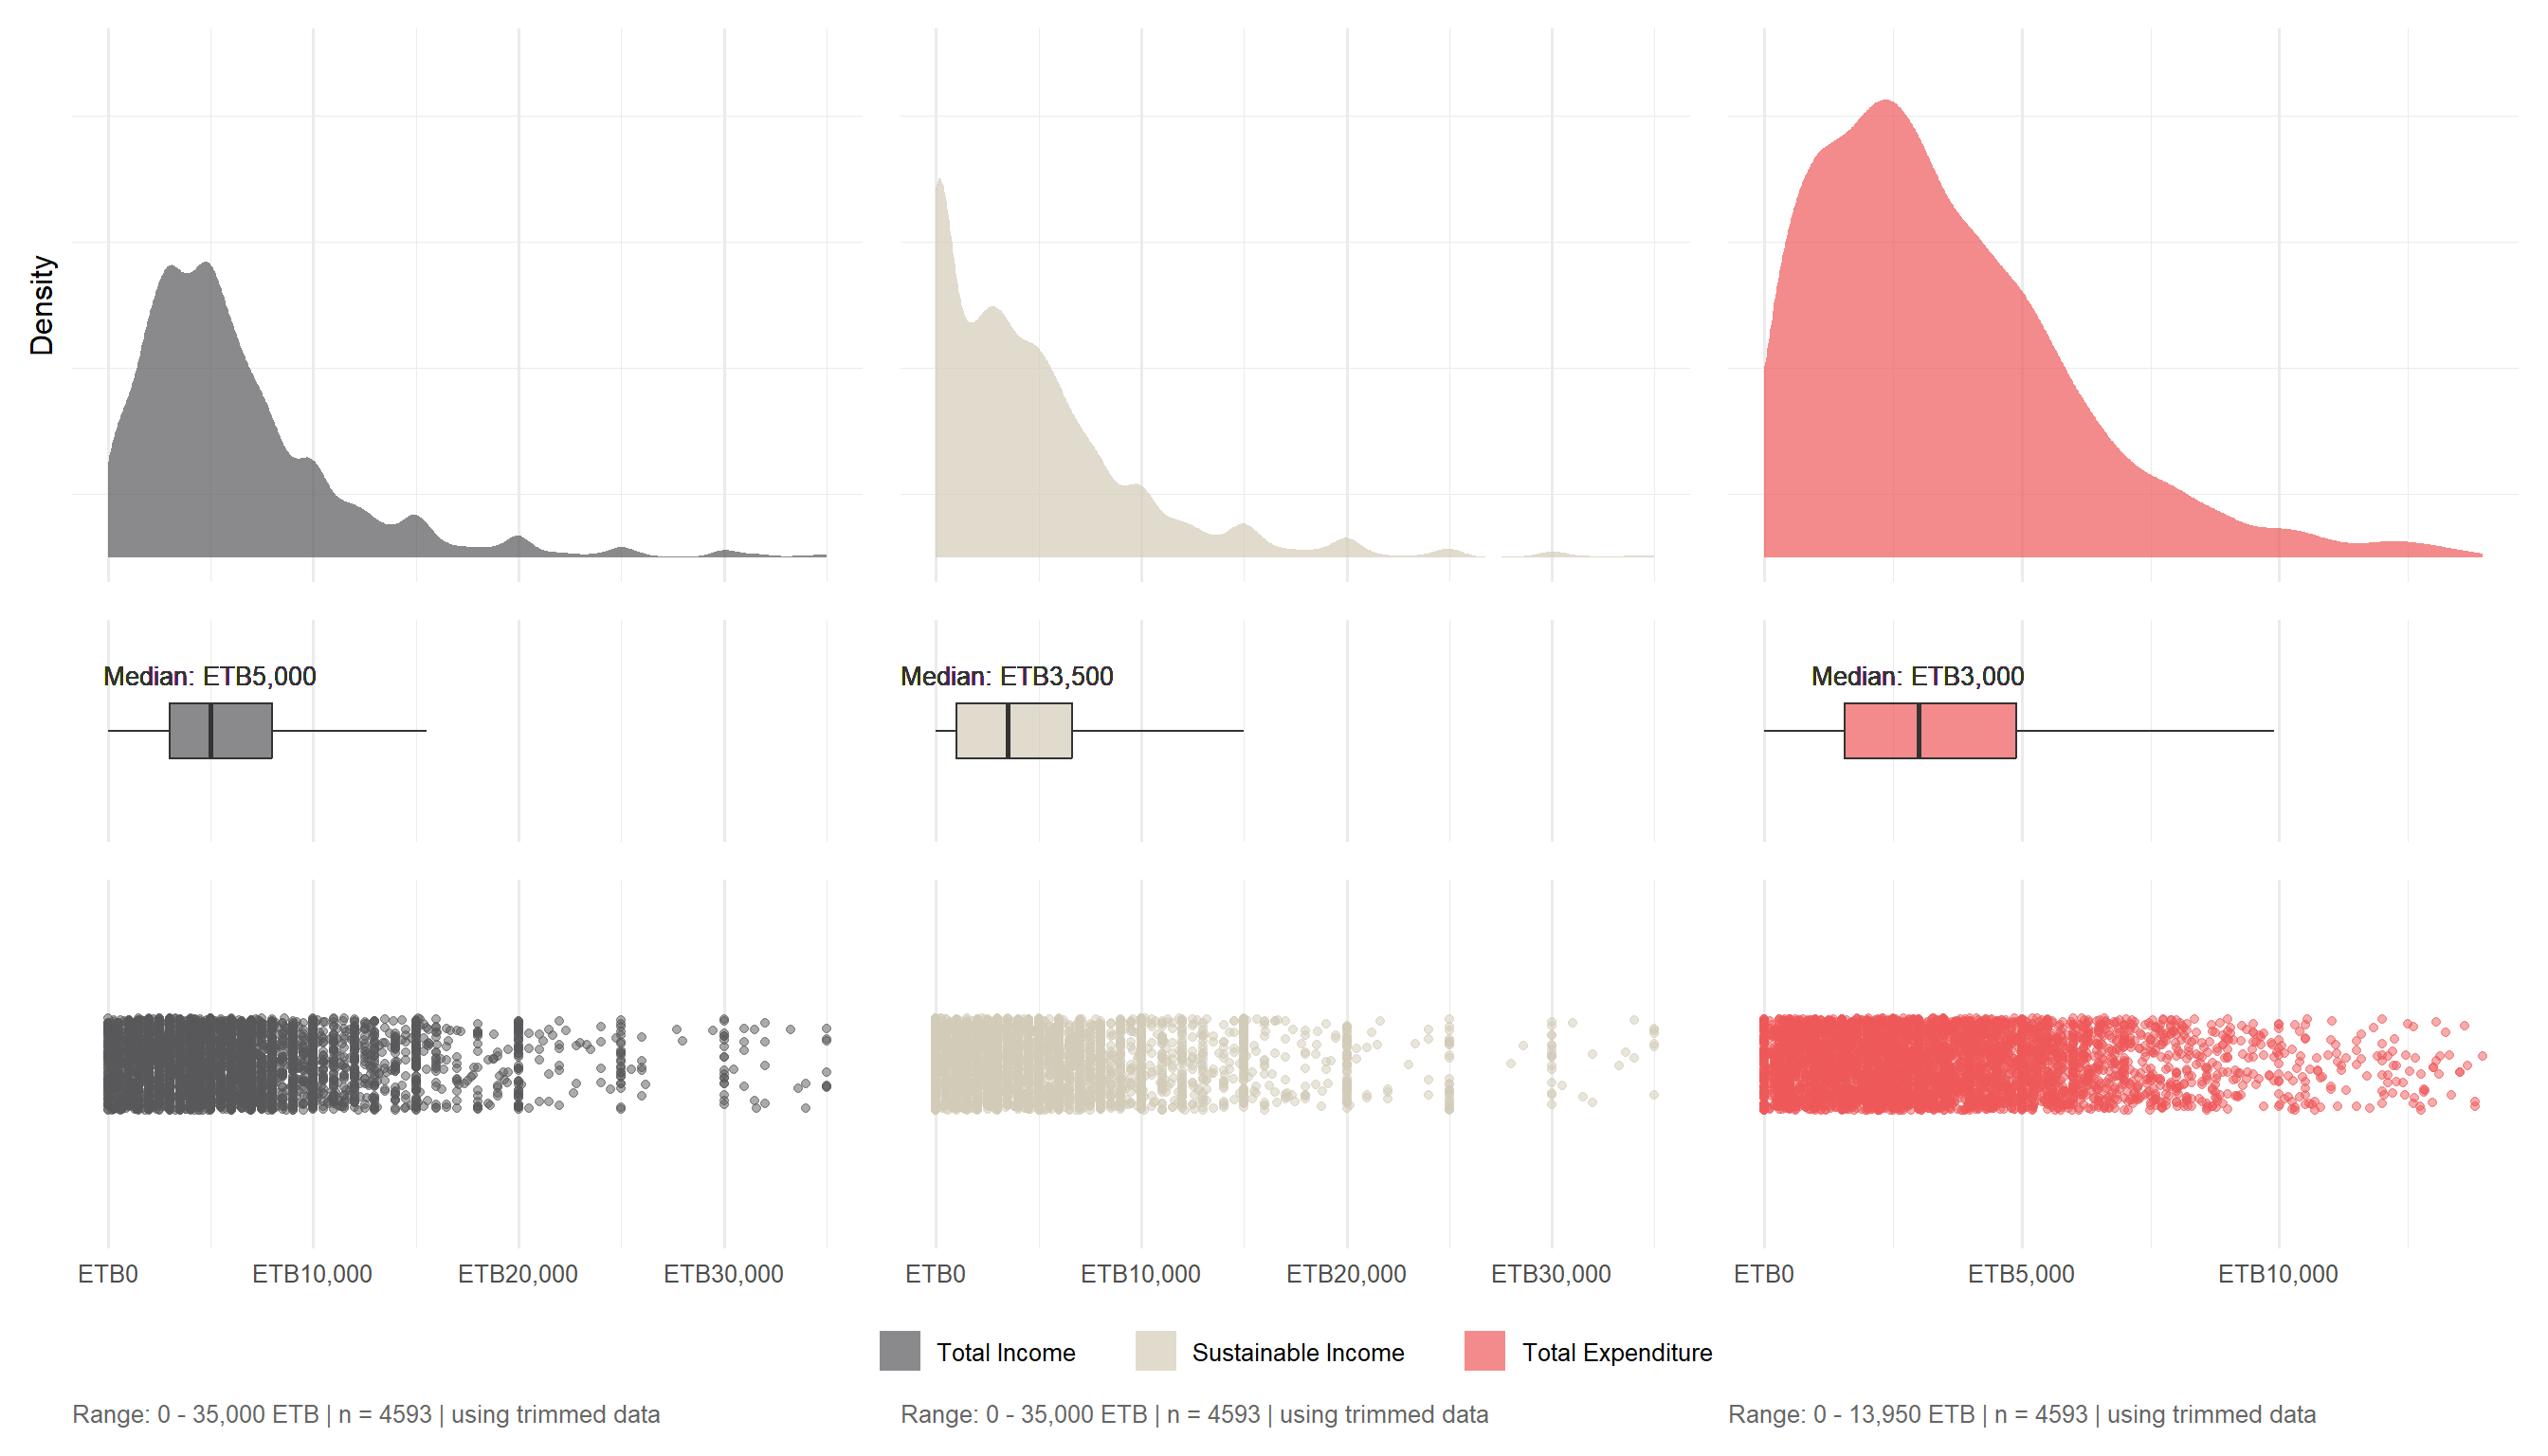 Density
Median: ETB5,000
Median: ETB3,500
Median: ETB3,000
ETB0 ETB10,000 ETB20,000 ETB30,000
ETB0 ETB10,000 ETB20,000 ETB30,000
ETB0 ETB5,000 ETB10,000
Total Income Sustainable Income Total Expenditure
Range: 0 - 35,000 ETB | n = 4593 | using trimmed data
Range: 0 - 35,000 ETB | n = 4593 | using trimmed data
Range: 0 - 13,950 ETB | n = 4593 | using trimmed data